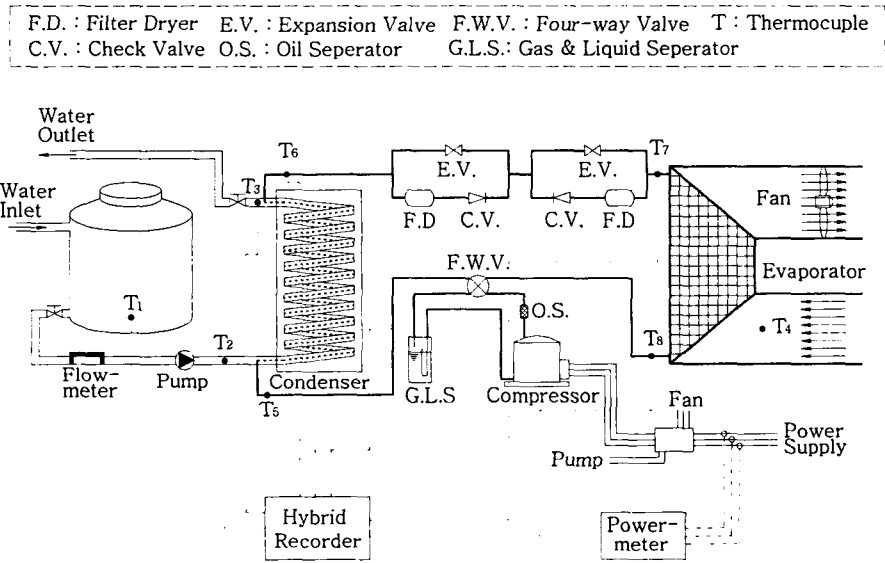 F.D. : Filter Dryer E.V. : Expansion Valve F.W.V. : Four-way Valve T : Thermocuple
C.V. : Check Valve O.S. : Oil Seperator G.L.S. : Gas & Liquid Seperator
Water
Outlet
Water
Inlet
T3
T6
E.V.
E.V.
T7
F.D
C.V.
C.V.
F.D
Fan
F.W.V.
Evaporator
O.S.
T1
T2
T8
T4
Flow-
meter
Pump
Condenser
T5
G.L.S
Compressor
Fan
Power
Supply
Pump
Hybrid
Recorder
Power-
meter